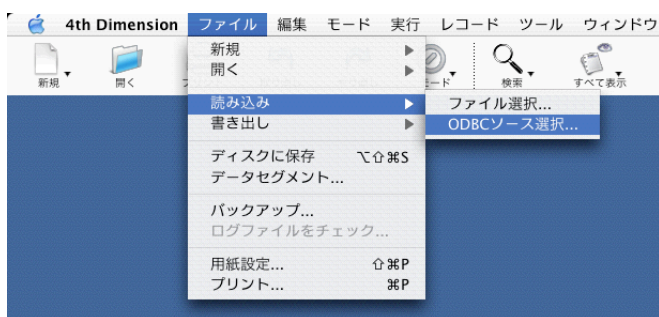 4th Dimension ファイル 編集 モード 実行 レコード ツール ウィンドウ
新規
開く
検索
すべて表示
新規 ▶
開く ▶
読み込み ▶
書き出し ▶
ファイル選択...
ODBCソース選択...
ディスクに保存 ⌥⇧⌘S
データセグメント...
バックアップ...
ログファイルをチェック...
用紙設定... ⇧⌘P
プリント... ⌘P